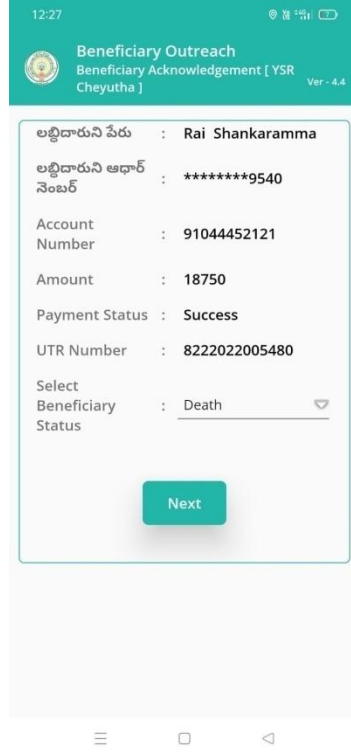 12:27
Beneficiary Outreach
Beneficiary Acknowledgement [ YSR
Cheyutha ]
Ver - 4.4
లబ్ధిదారుని పేరు : Rai Shankaramma
లబ్ధిదారుని ఆధార్
నెంబర్ : ********9540
Account
Number : 91044452121
Amount : 18750
Payment Status : Success
UTR Number : 8222022005480
Select
Beneficiary : Death
Status
Next